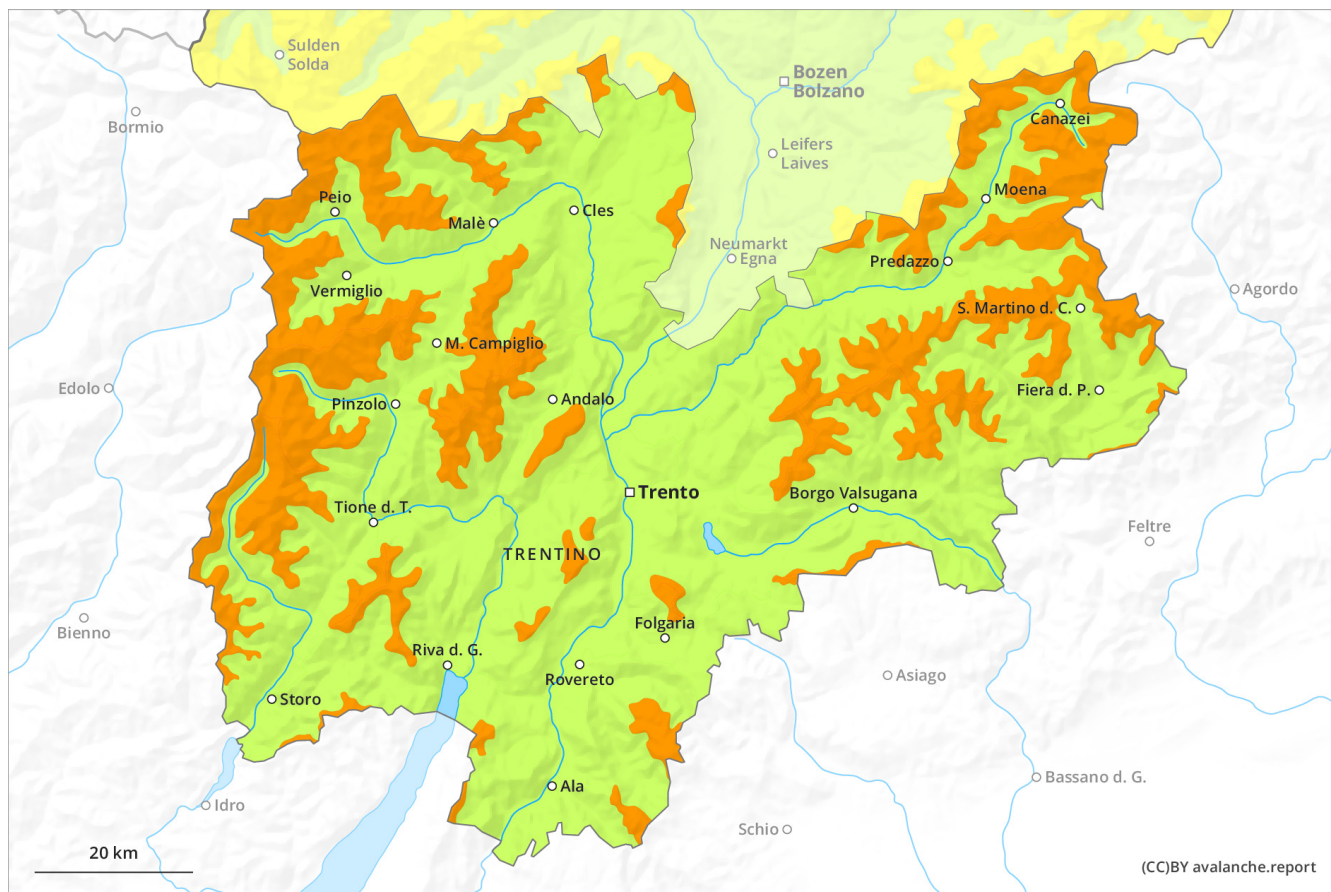 Sulden
Solda
Bozen
Bolzano
Bormio
Canazei
Leifers
Laives
Peio
Moena
Malè
Cles
Neumarkt
Egna
Predazzo
Vermiglio
Agordo
S. Martino d. C.
M. Campiglio
Edolo
Fiera d. P.
Pinzolo
Andalo
Trento
Borgo Valsugana
Tione d. T.
Feltre
TRENTINO
Bienno
Folgaria
Riva d. G.
Rovereto
Asiago
Storo
Bassano d. G.
Ala
Idro
Schio
20 km
(CC)BY avalanche.report